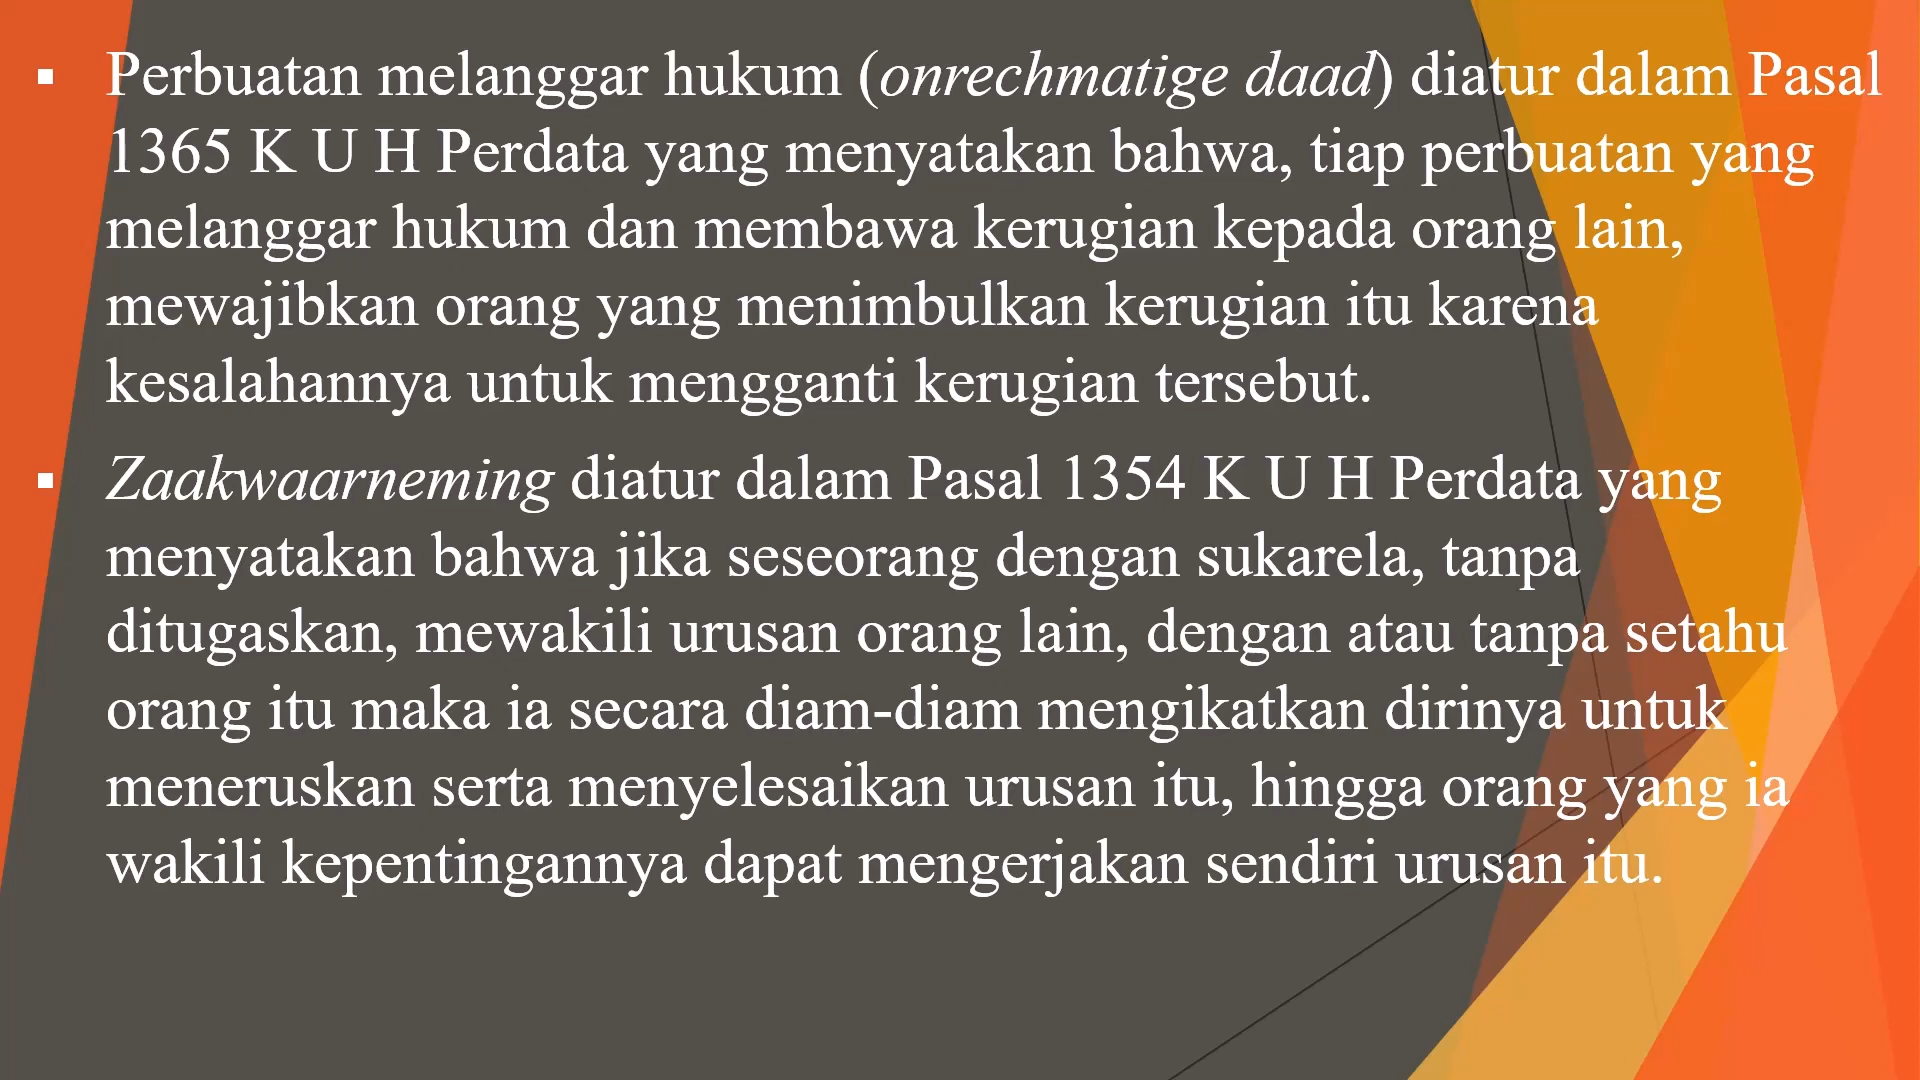 ▪ Perbuatan melanggar hukum (onrechmatige daad) diatur dalam Pasal
1365 K U H Perdata yang menyatakan bahwa, tiap perbuatan yang
melanggar hukum dan membawa kerugian kepada orang lain,
mewajibkan orang yang menimbulkan kerugian itu karena
kesalahannya untuk mengganti kerugian tersebut.
▪ Zaakwaarneming diatur dalam Pasal 1354 K U H Perdata yang
menyatakan bahwa jika seseorang dengan sukarela, tanpa
ditugaskan, mewakili urusan orang lain, dengan atau tanpa setahu
orang itu maka ia secara diam-diam mengikatkan dirinya untuk
meneruskan serta menyelesaikan urusan itu, hingga orang yang ia
wakili kepentingannya dapat mengerjakan sendiri urusan itu.